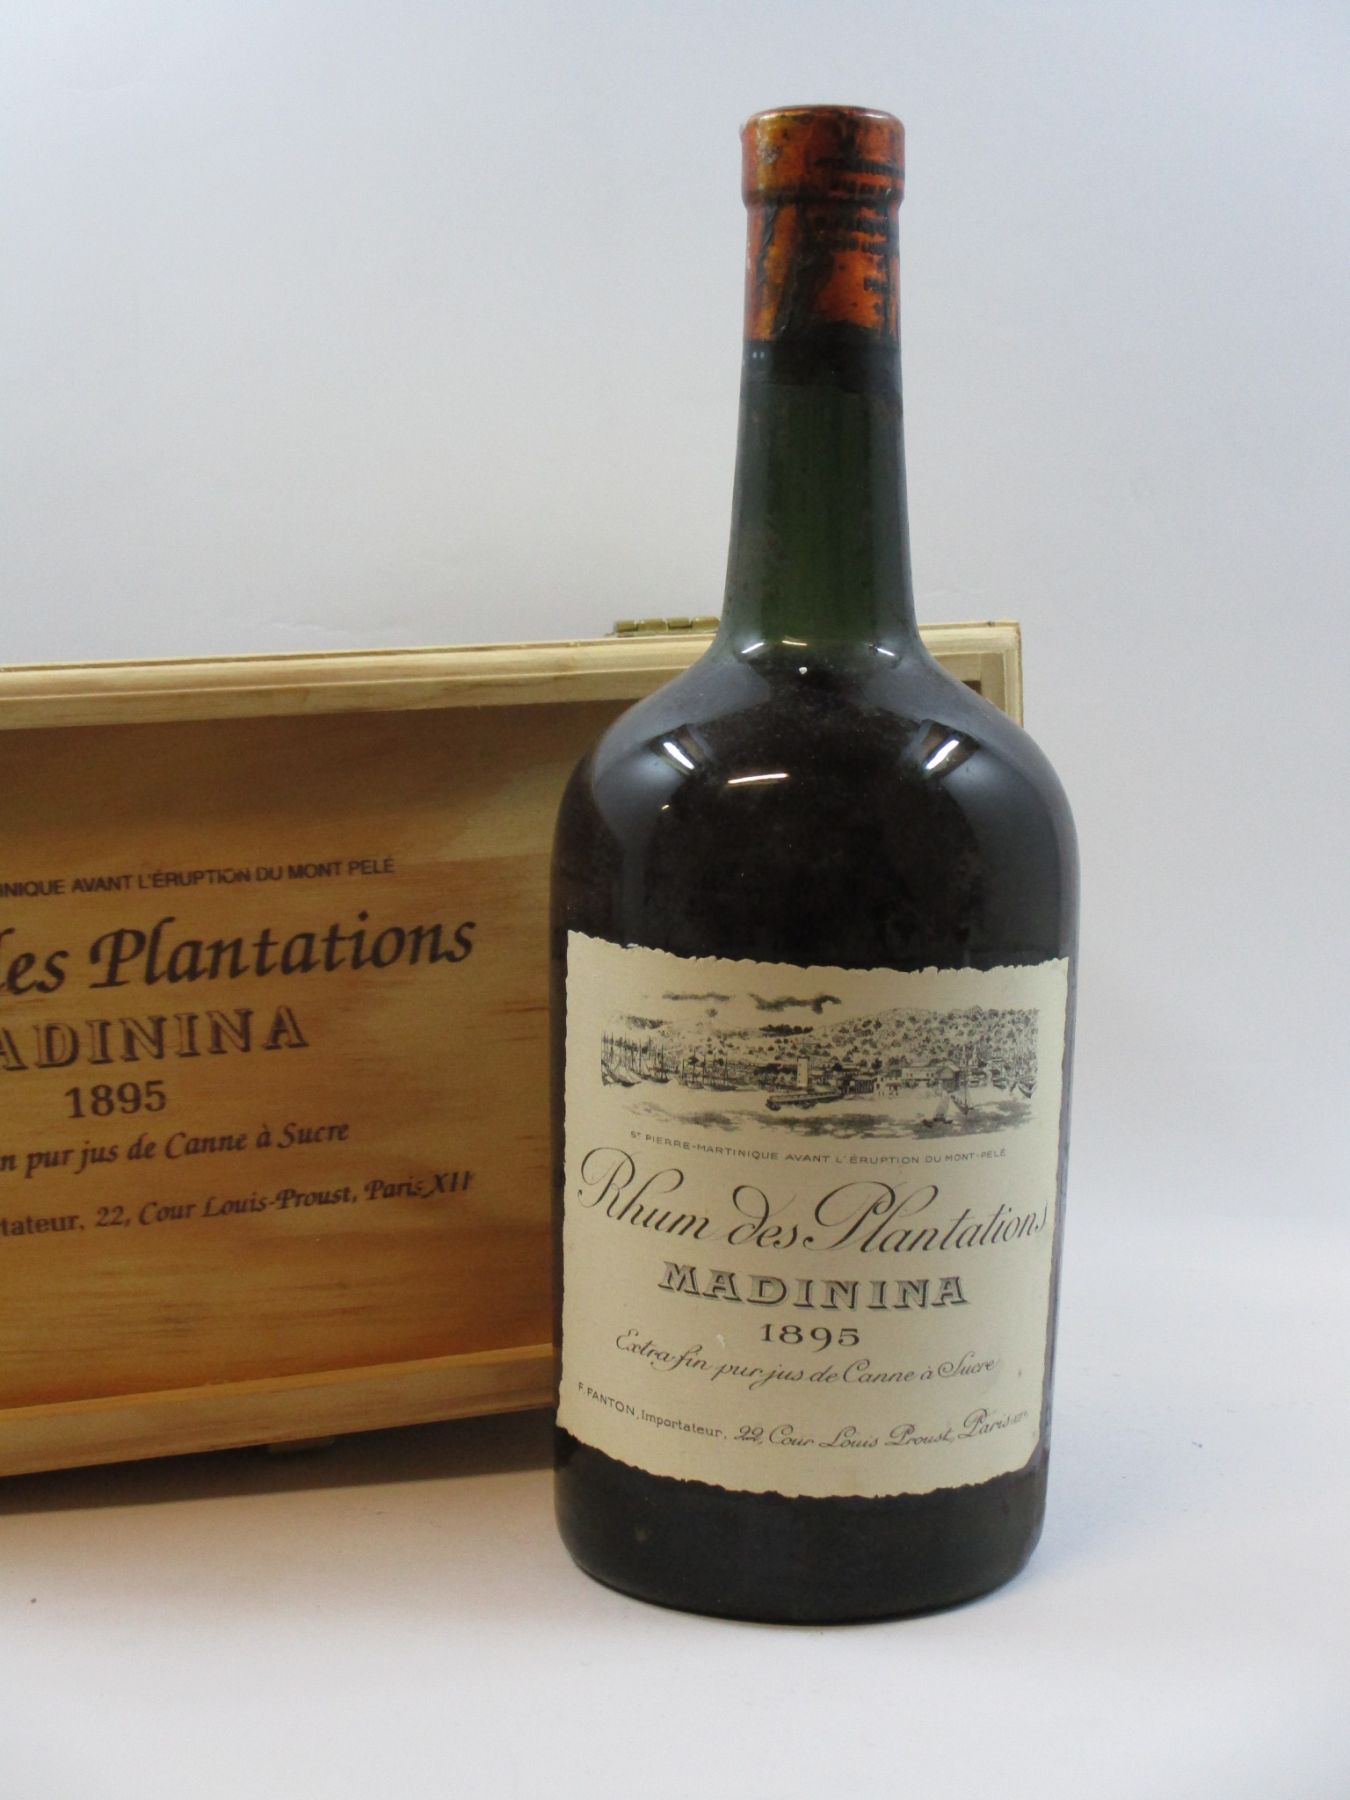 INIQUE AVANT L'ÉRUPTION DU MONT PELÉ
les Plantations
ADININA
1895
n pur jus de Canne à Sucre
tateur, 22, Cour Louis-Proust, Paris XII
ST PIERRE-MARTINIQUE AVANT L'ÉRUPTION DU MONT-PELÉ
Rhum des Plantations
MADININA
1895
Extra fin pur jus de Canne à Sucre
F. FANTON, Importateur, 22, Cour Louis Proust, Paris